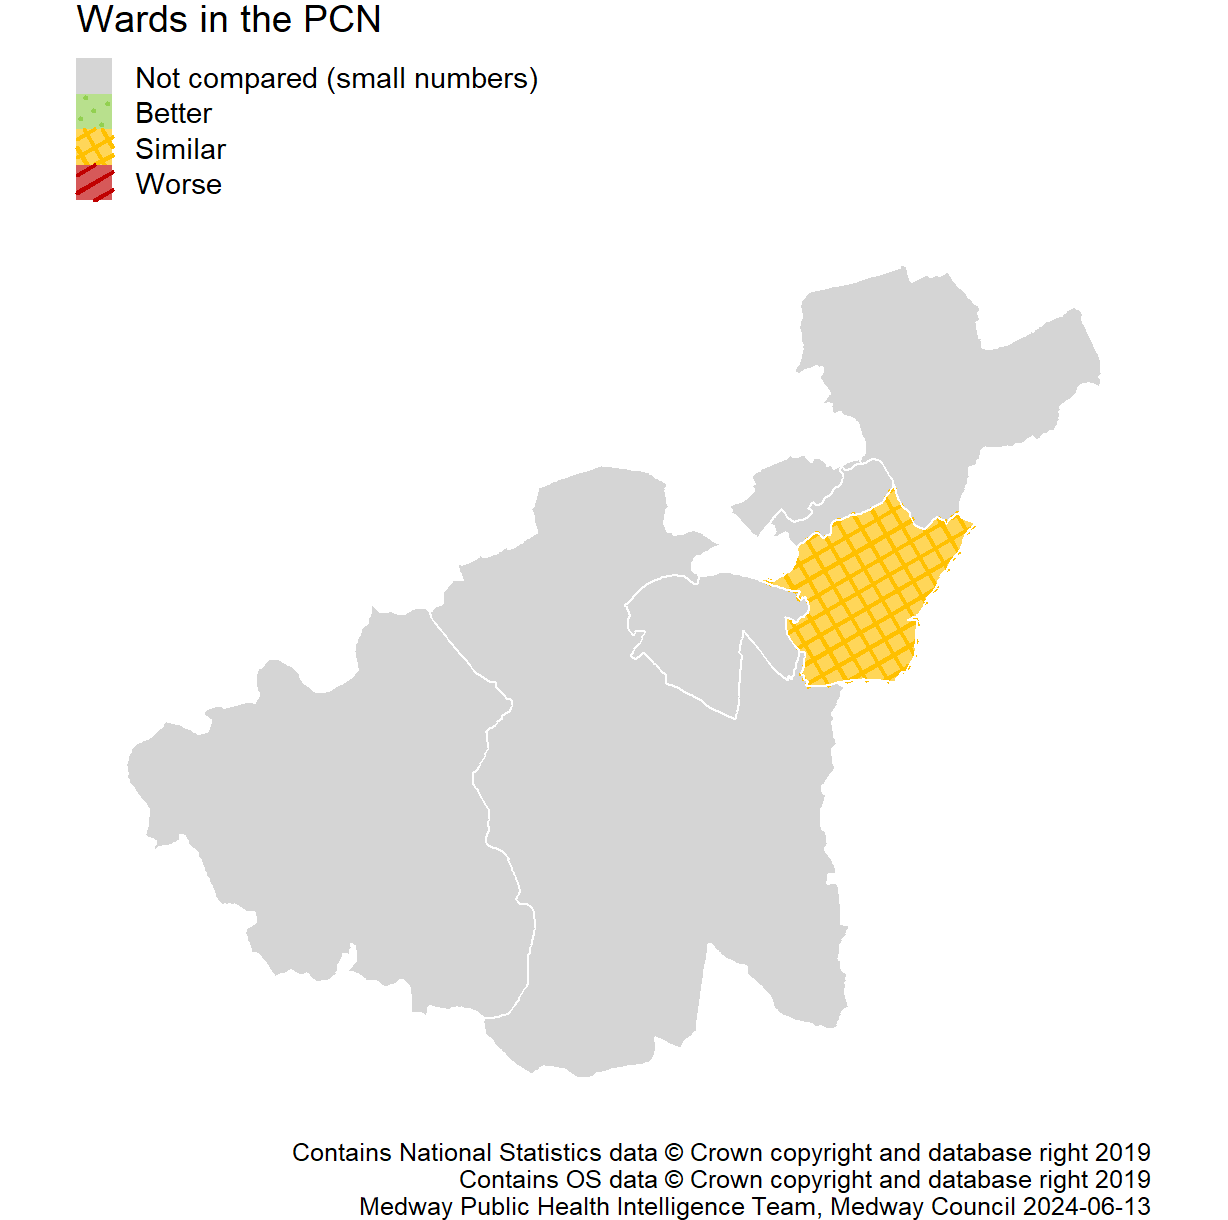 Wards in the PCN
Not compared (small numbers)
Better
Similar
Worse
Contains National Statistics data © Crown copyright and database right 2019
Contains OS data © Crown copyright and database right 2019
Medway Public Health Intelligence Team, Medway Council 2024-06-13